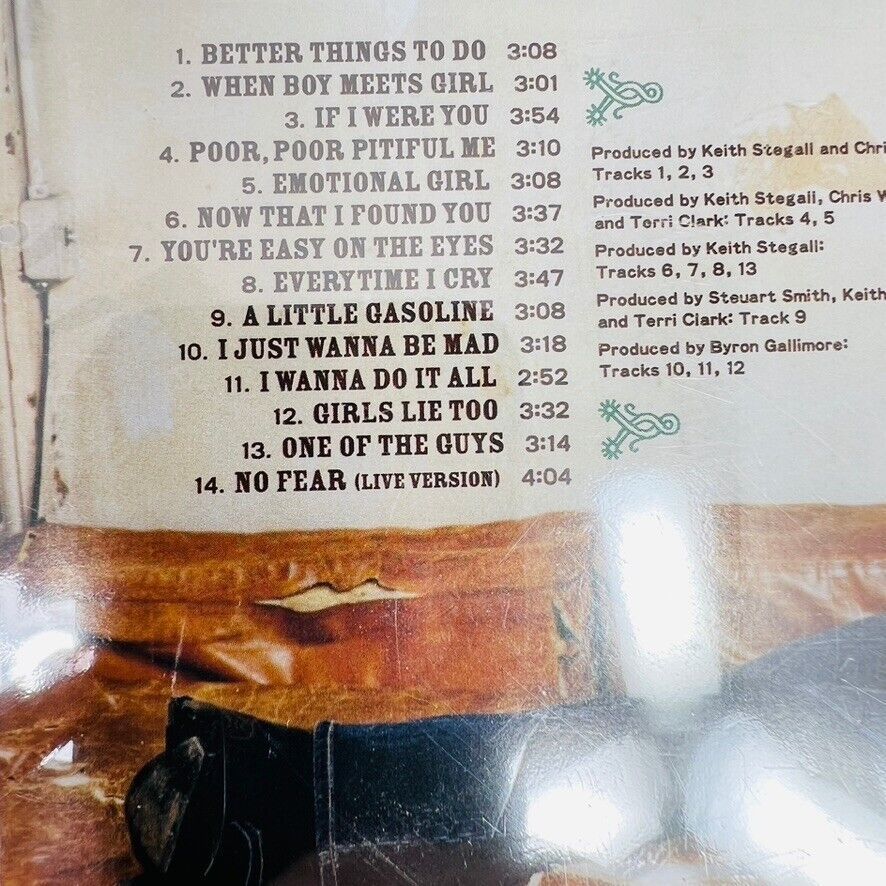 1. BETTER THINGS TO DO 3:08
2. WHEN BOY MEETS GIRL 3:01
3. IF I WERE YOU 3:54
4. POOR, POOR PITIFUL ME 3:10
5. EMOTIONAL GIRL 3:08
6. NOW THAT I FOUND YOU 3:37
7. YOU'RE EASY ON THE EYES 3:32
8. EVERYTIME I CRY 3:47
9. A LITTLE GASOLINE 3:08
10. I JUST WANNA BE MAD 3:18
11. I WANNA DO IT ALL 2:52
12. GIRLS LIE TOO 3:32
13. ONE OF THE GUYS 3:14
14. NO FEAR (LIVE VERSION) 4:04
Produced by Keith Stegall and Chri
Tracks 1, 2, 3
Produced by Keith Stegall, Chris W
and Terri Clark: Tracks 4, 5
Produced by Keith Stegall:
Tracks 6, 7, 8, 13
Produced by Steuart Smith, Keith
and Terri Clark: Track 9
Produced by Byron Gallimore:
Tracks 10, 11, 12